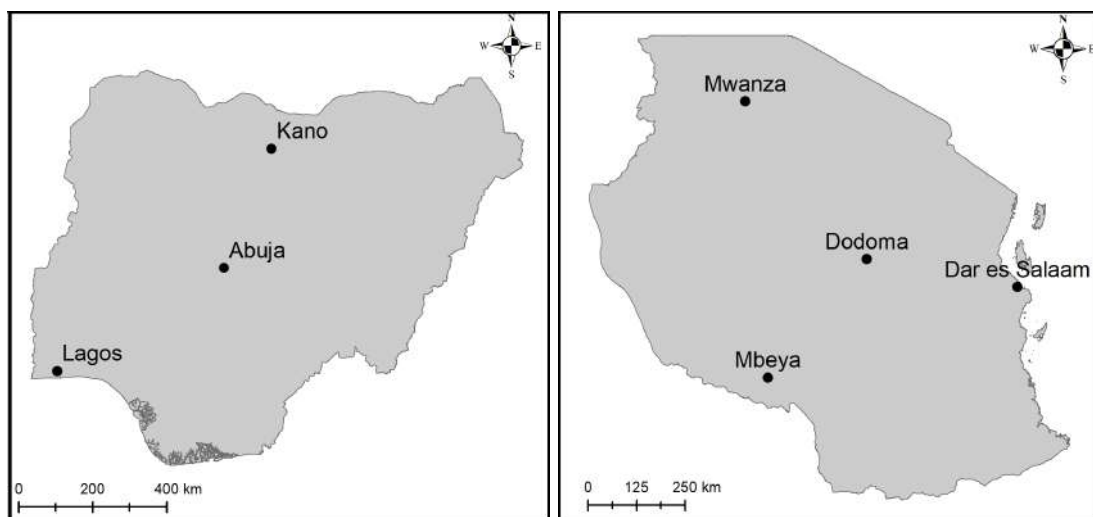 N
W E
S
Kano
Abuja
Lagos
0 200 400 km
N
W E
S
Mwanza
Dodoma
Dar es Salaam
Mbeya
0 125 250 km